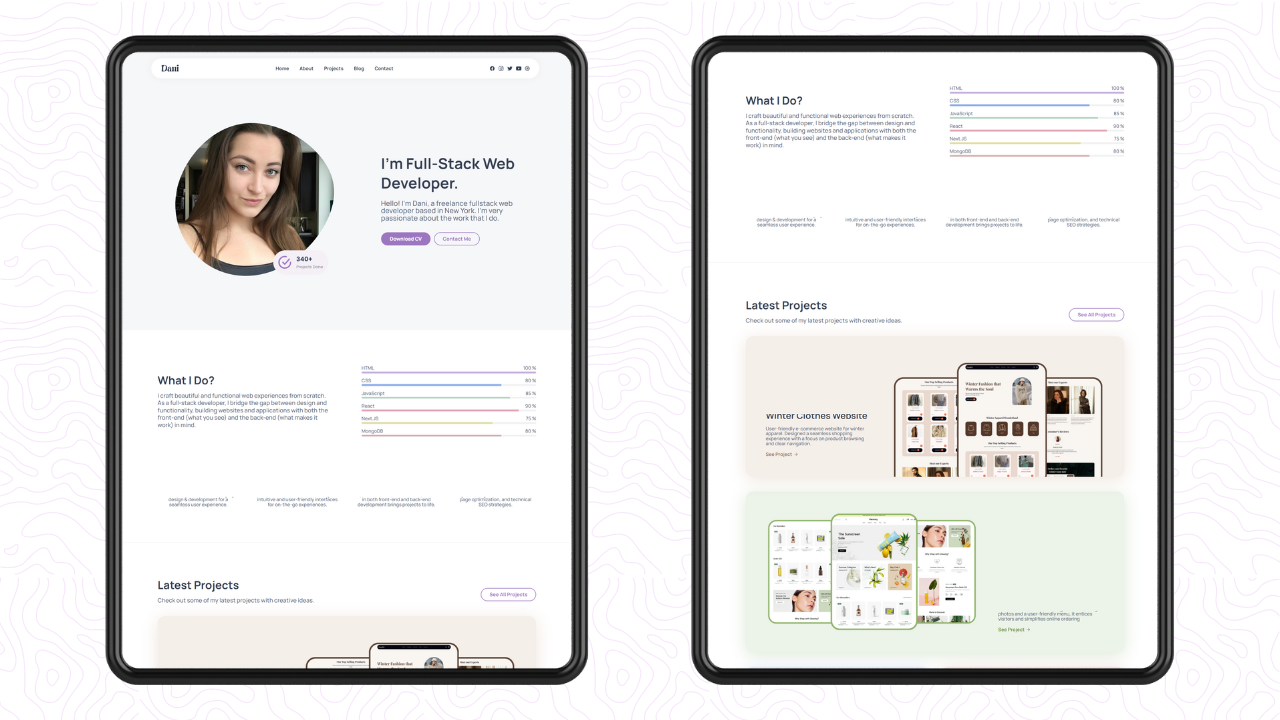 Dani
Home About Projects Blog Contact
I'm Full-Stack Web
Developer.
Hello! I'm Dani, a freelance fullstack web
developer based in New York. I'm very
passionate about the work that I do.
Download CV Contact Me
340+
Projects Done
What I Do?
I craft beautiful and functional web experiences from scratch.
As a full-stack developer, I bridge the gap between design and
functionality, building websites and applications with both the
front-end (what you see) and the back-end (what makes it
work) in mind.
HTML 100 %
CSS 80 %
JavaScript 85 %
React 90 %
Next JS 75 %
MongoDB 80 %
design & development for a
seamless user experience.
intuitive and user-friendly interfaces
for on-the-go experiences.
in both front-end and back-end
development brings projects to life.
page optimization, and technical
SEO strategies.
Latest Projects
Check out some of my latest projects with creative ideas.
See All Projects
Our Top Selling Products
Winter Fashion that
What I Do?
I craft beautiful and functional web experiences from scratch.
As a full-stack developer, I bridge the gap between design and
functionality, building websites and applications with both the
front-end (what you see) and the back-end (what makes it
work) in mind.
HTML 100 %
CSS 80 %
JavaScript 85 %
React 90 %
Next JS 75 %
MongoDB 80 %
design & development for a
seamless user experience.
intuitive and user-friendly interfaces
for on-the-go experiences.
in both front-end and back-end
development brings projects to life.
page optimization, and technical
SEO strategies.
Latest Projects
Check out some of my latest projects with creative ideas.
See All Projects
Winter Clothes Website
User-friendly e-commerce website for winter
apparel. Designed a seamless shopping
experience with a focus on product browsing
and clear navigation.
See Project →
Our Top Selling Products
Winter Fashion that
Warms the Soul
Our Top Selling Products
The Sunscreen
Sale
photos and a user-friendly menu, it entices
visitors and simplifies online ordering
See Project →